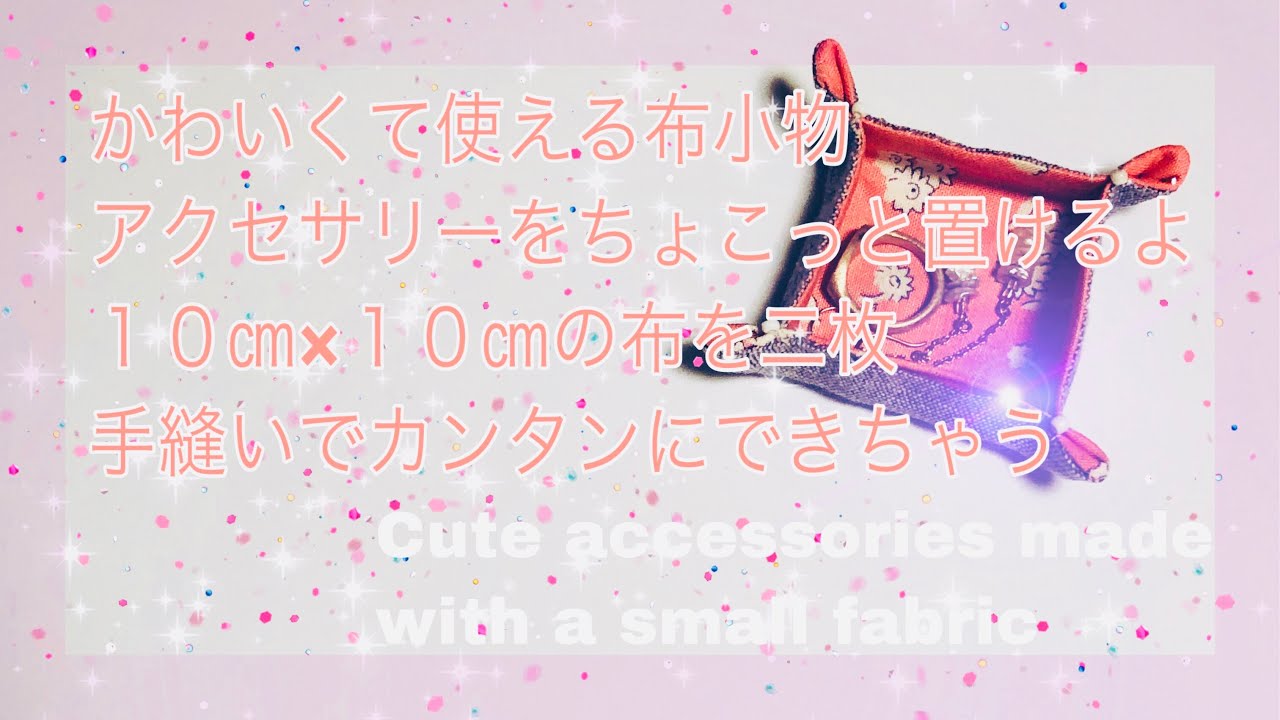 かわいくて使える布小物
アクセサリーをちょこっと置けるよ
１０㎝×１０㎝の布を二枚
手縫いでカンタンにできちゃう
Cute accessories made
with a small fabric